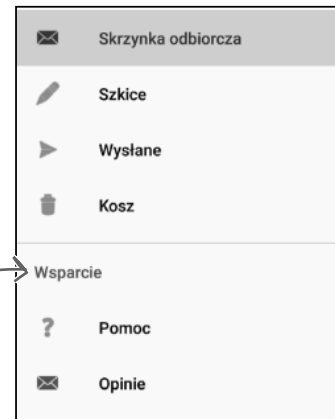 Skrzynka odbiorcza
Szkice
Wysłane
Kosz
Wsparcie
? Pomoc
Opinie